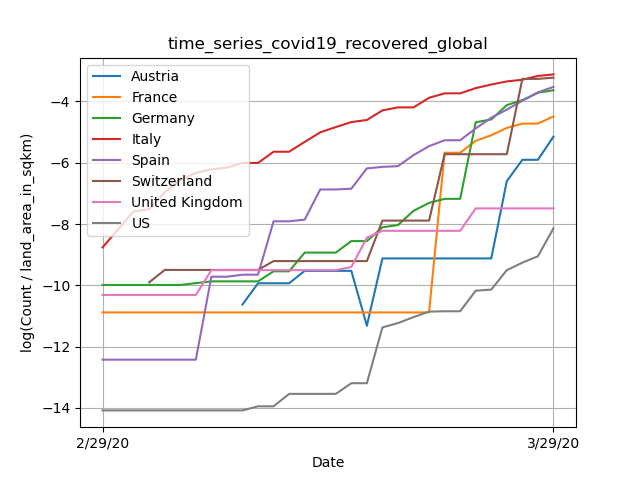 time_series_covid19_recovered_global
Austria
France
Germany
Italy
Spain
Switzerland
United Kingdom
US
log(Count / land_area_in_sqkm)
−4
−6
−8
−10
−12
−14
2/29/20
3/29/20
Date